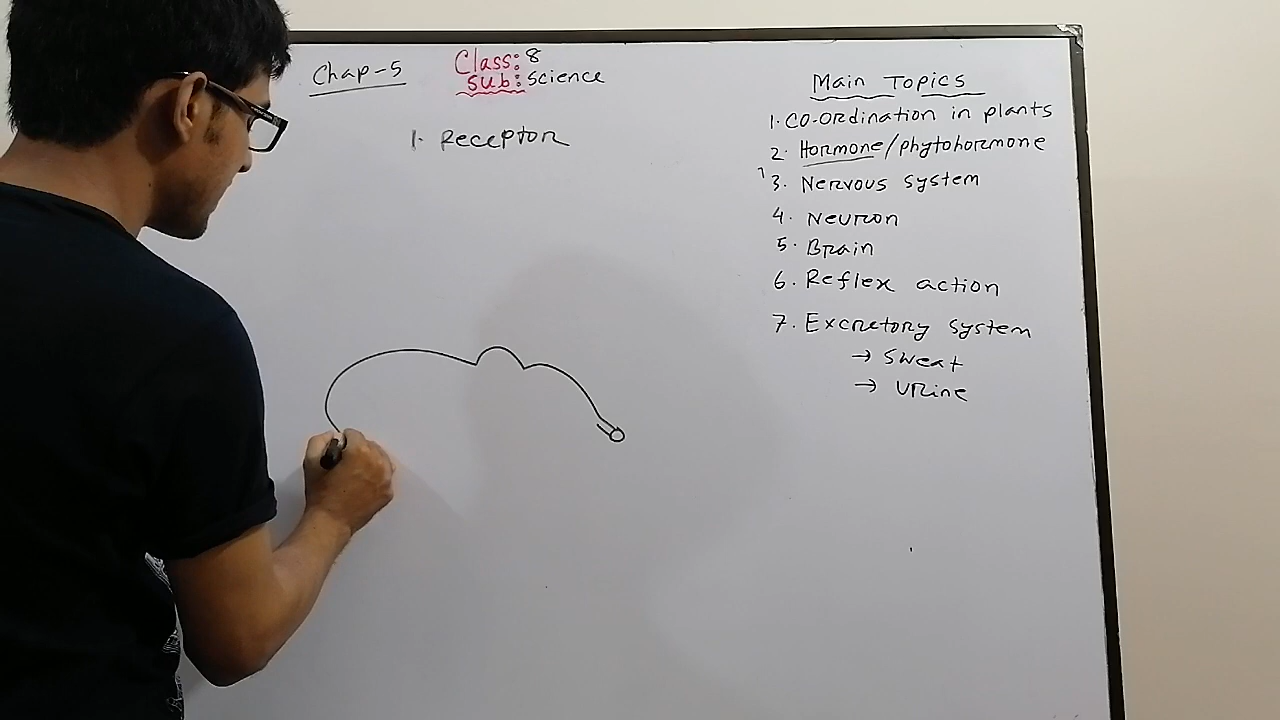 Chap-5
Class: 8
Sub: Science
1. Receptor
Main Topics
1. CO-Ordination in plants
2. Hormone/phytohormone
3. Nervous system
4. Neuron
5. Brain
6. Reflex action
7. Excretory system
→ Sweat
→ Urine